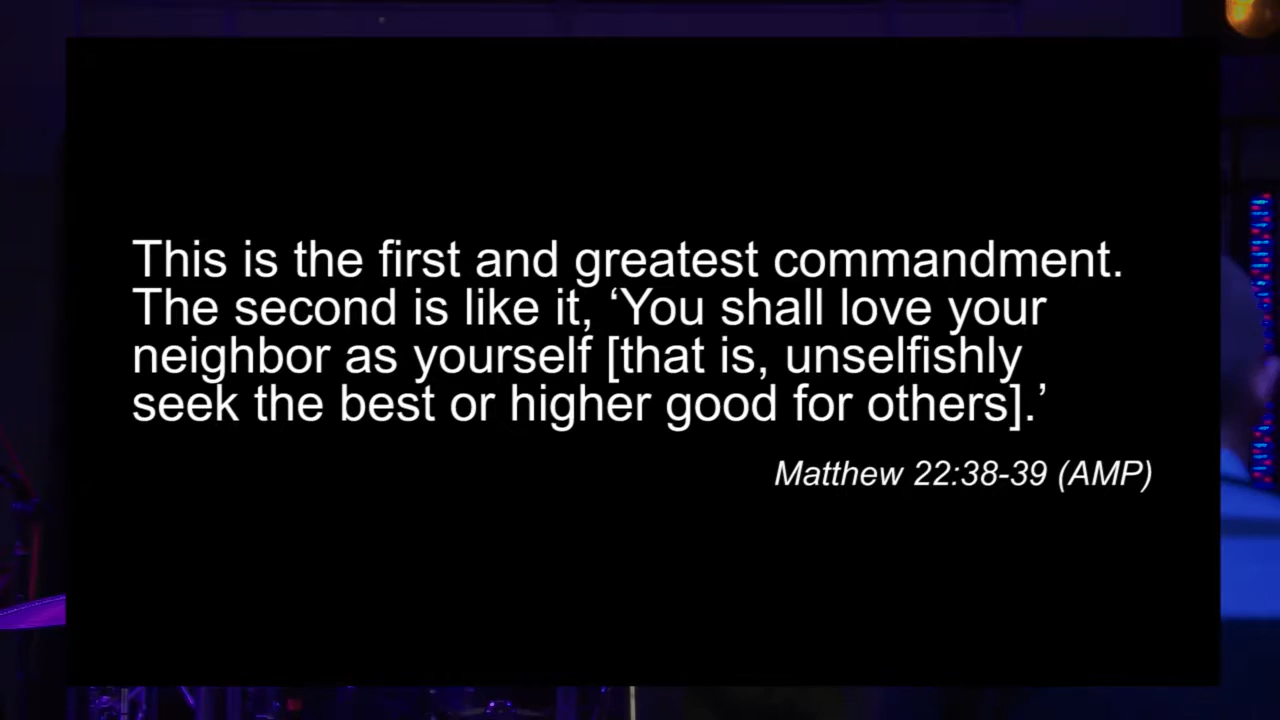 This is the first and greatest commandment.
The second is like it, ‘You shall love your
neighbor as yourself [that is, unselfishly
seek the best or higher good for others].’
Matthew 22:38-39 (AMP)